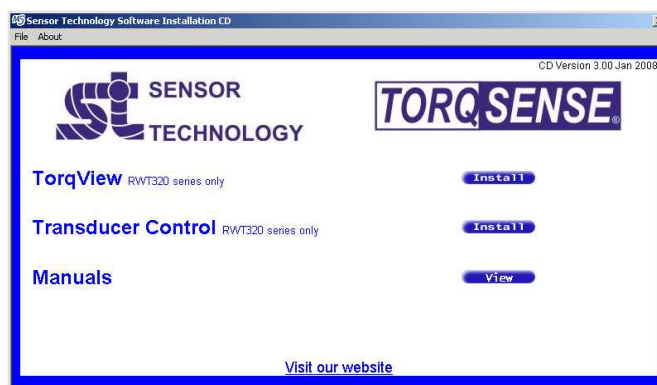 Sensor Technology Software Installation CD
File About
CD Version 3.00 Jan 2008
st SENSOR
TECHNOLOGY
TORQSENSE®
TorqView RWT320 series only
Install
Transducer Control RWT320 series only
Install
Manuals
View
Visit our website